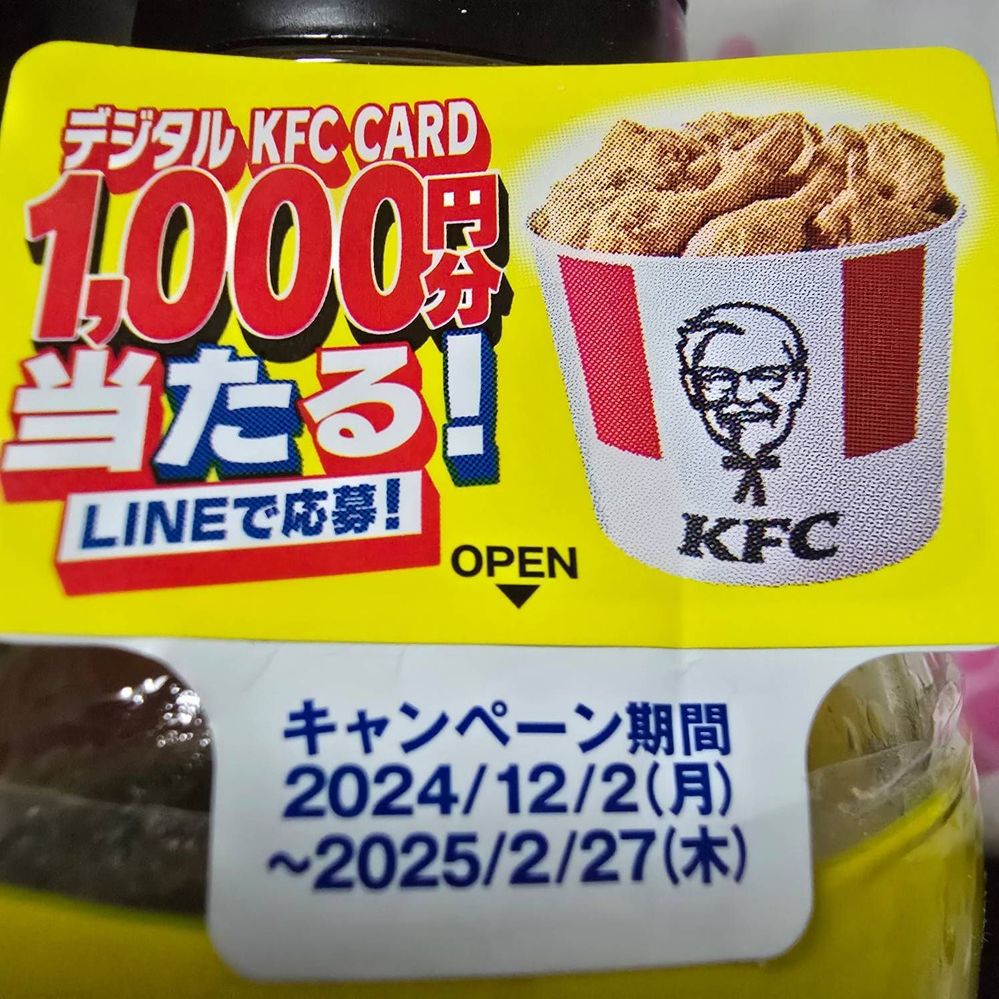 デジタル KFC CARD
1,000円分
当たる!
LINEで応募!
OPEN
KFC
キャンペーン期間
2024/12/2(月)
~2025/2/27(木)